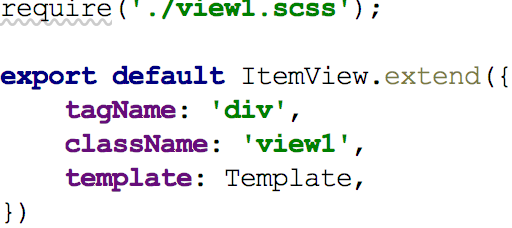 require('./view1.scss');
export default ItemView.extend({
    tagName: 'div',
    className: 'view1',
    template: Template,
})